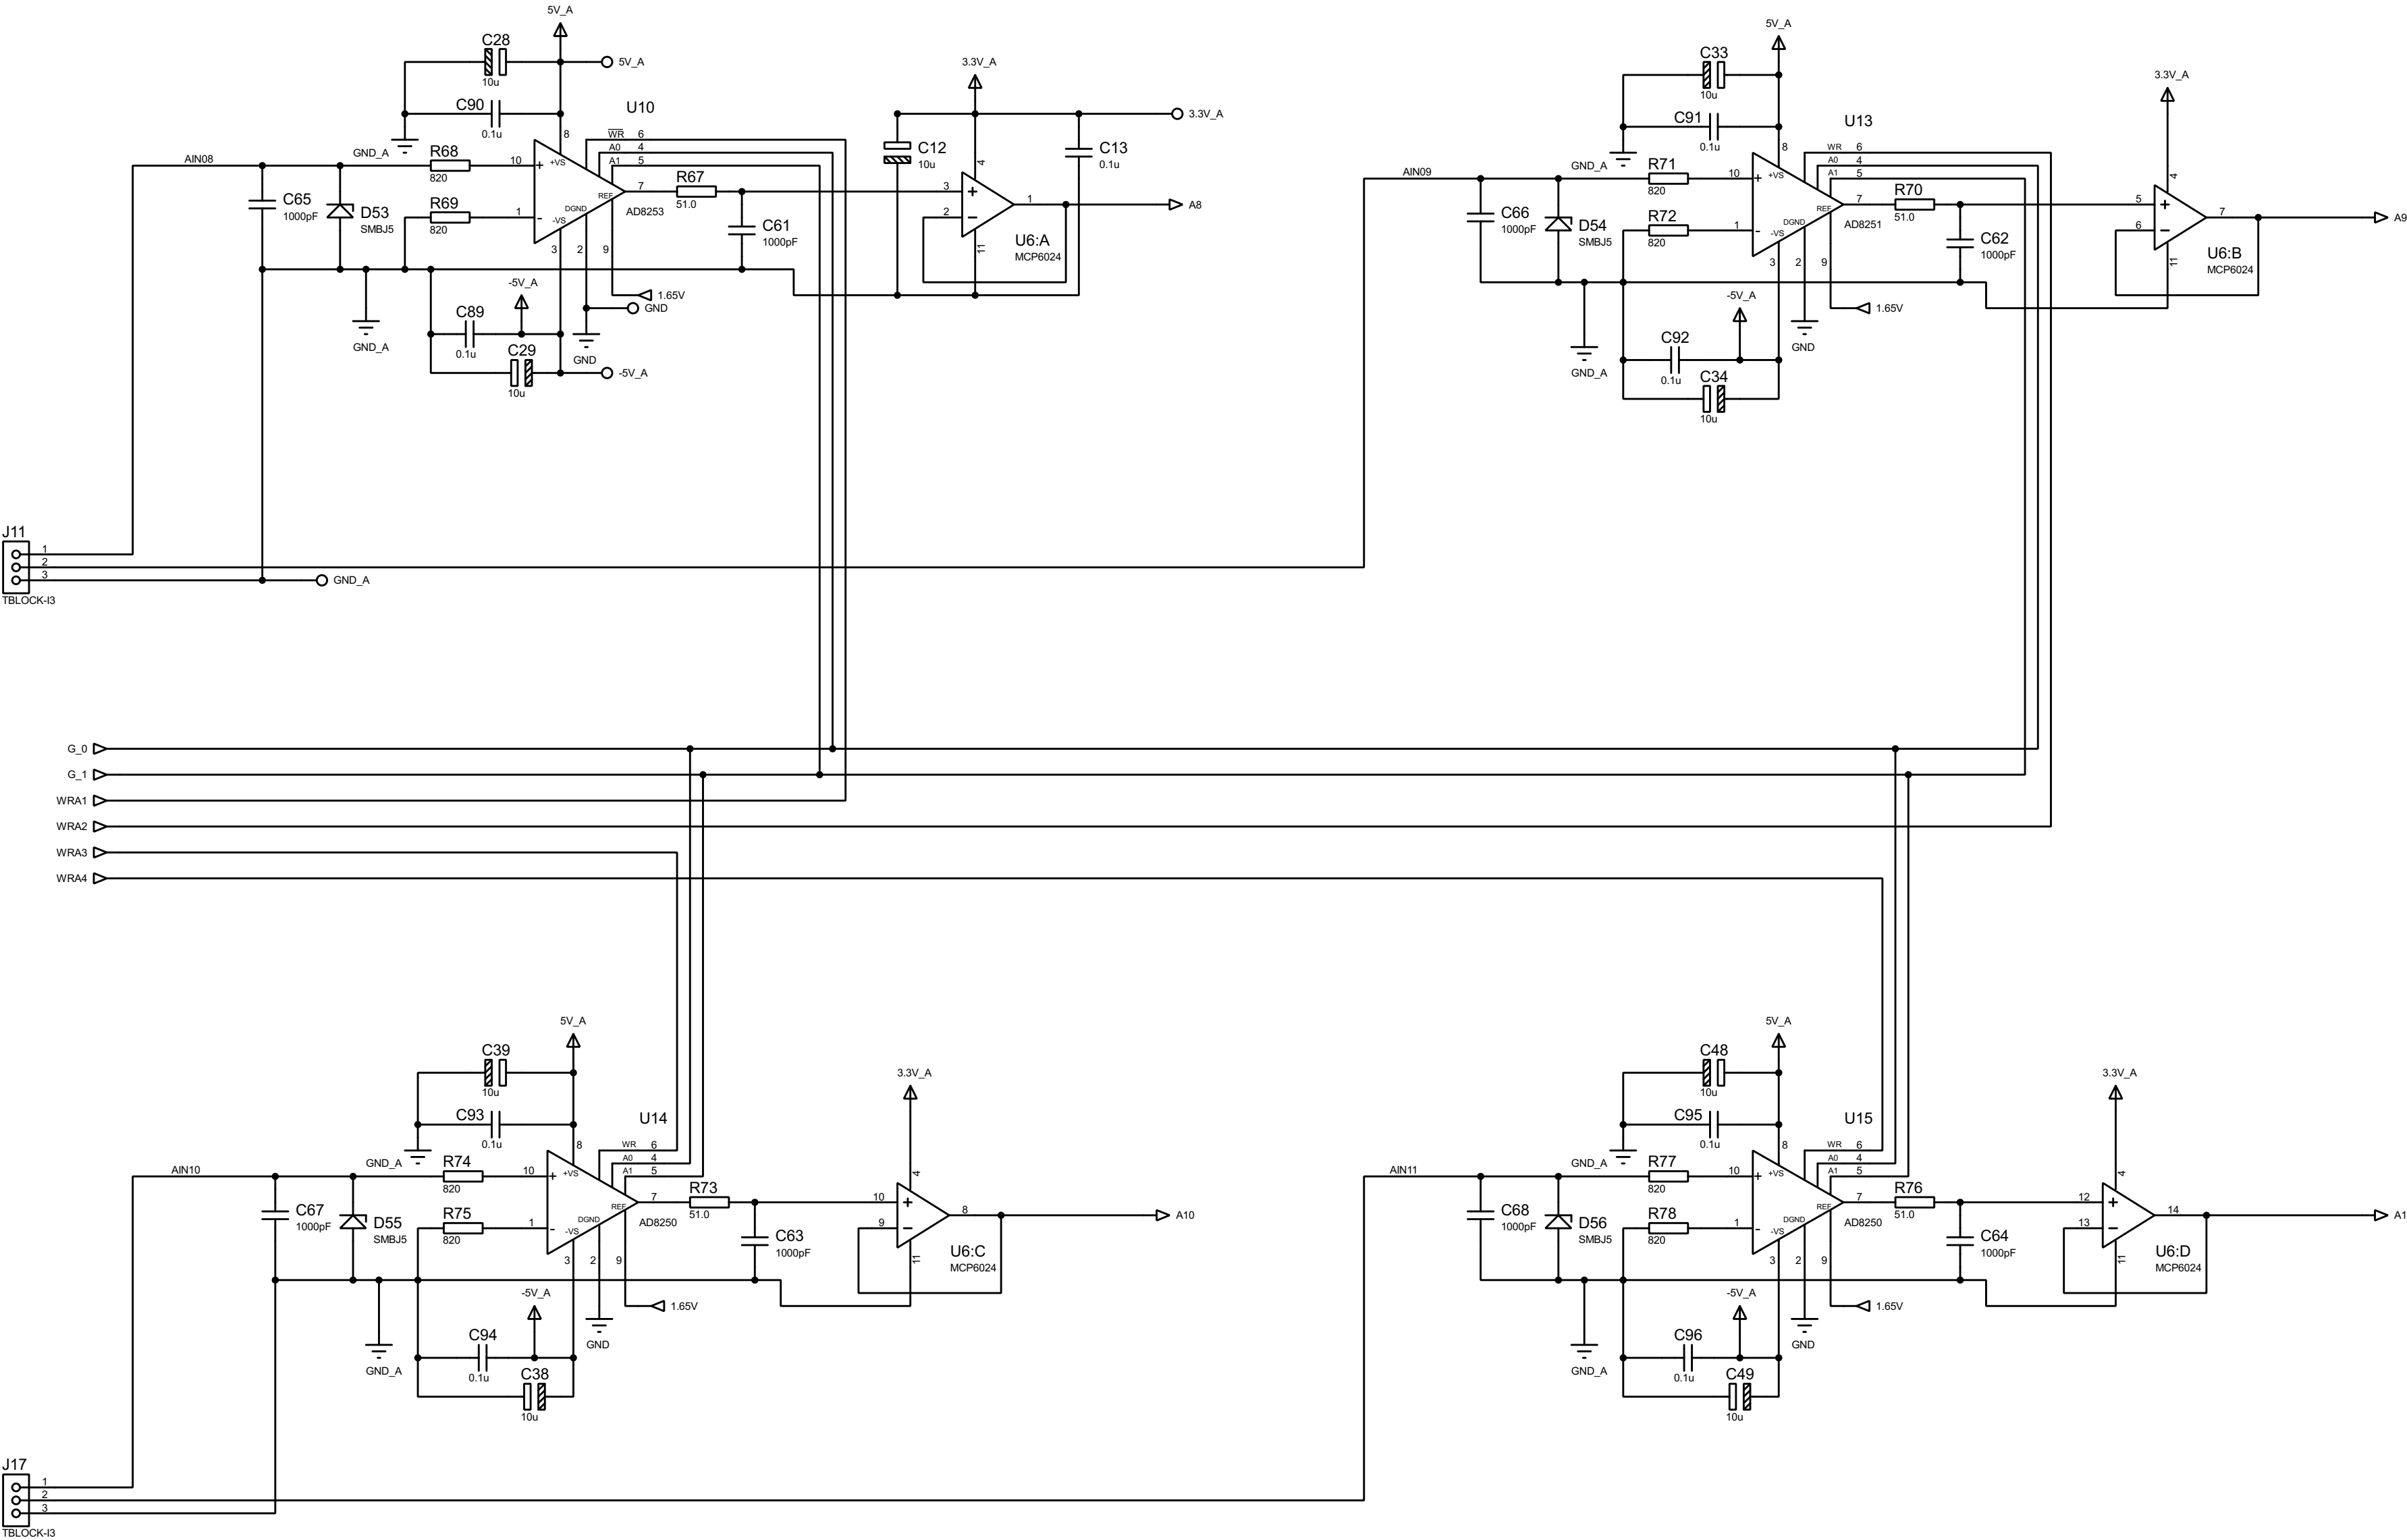 5V_A
C28
10u
5V_A
C90
0.1u
GND_A
U10
8
WR 6
A0 4
A1 5
+VS
-VS
DGND
REF
10
1
7
3
2
9
AD8253
AIN08
R68
820
R69
820
C65
1000pF
D53
SMBJ5
GND_A
R67
51.0
C61
1000pF
1.65V
GND
GND
-5V_A
C89
0.1u
C29
10u
-5V_A
3.3V_A
3.3V_A
C12
10u
C13
0.1u
4
3
2
1
11
U6:A
MCP6024
A8
5V_A
C33
10u
C91
0.1u
GND_A
U13
8
WR 6
A0 4
A1 5
+VS
-VS
DGND
REF
10
1
7
3
2
9
AD8251
AIN09
R71
820
R72
820
C66
1000pF
D54
SMBJ5
GND_A
R70
51.0
C62
1000pF
1.65V
GND
-5V_A
C92
0.1u
C34
10u
3.3V_A
4
5
6
7
11
U6:B
MCP6024
A9
J11
1
2
3
TBLOCK-I3
GND_A
G_0
G_1
WRA1
WRA2
WRA3
WRA4
5V_A
C39
10u
C93
0.1u
GND_A
U14
8
WR 6
A0 4
A1 5
+VS
-VS
DGND
REF
10
1
7
3
2
9
AD8250
AIN10
R74
820
R75
820
C67
1000pF
D55
SMBJ5
GND_A
R73
51.0
C63
1000pF
1.65V
GND
-5V_A
C94
0.1u
C38
10u
3.3V_A
4
10
9
8
11
U6:C
MCP6024
A10
5V_A
C48
10u
C95
0.1u
GND_A
U15
8
WR 6
A0 4
A1 5
+VS
-VS
DGND
REF
10
1
7
3
2
9
AD8250
AIN11
R77
820
R78
820
C68
1000pF
D56
SMBJ5
GND_A
R76
51.0
C64
1000pF
1.65V
GND
-5V_A
C96
0.1u
C49
10u
3.3V_A
4
12
13
14
11
U6:D
MCP6024
A1
J17
1
2
3
TBLOCK-I3